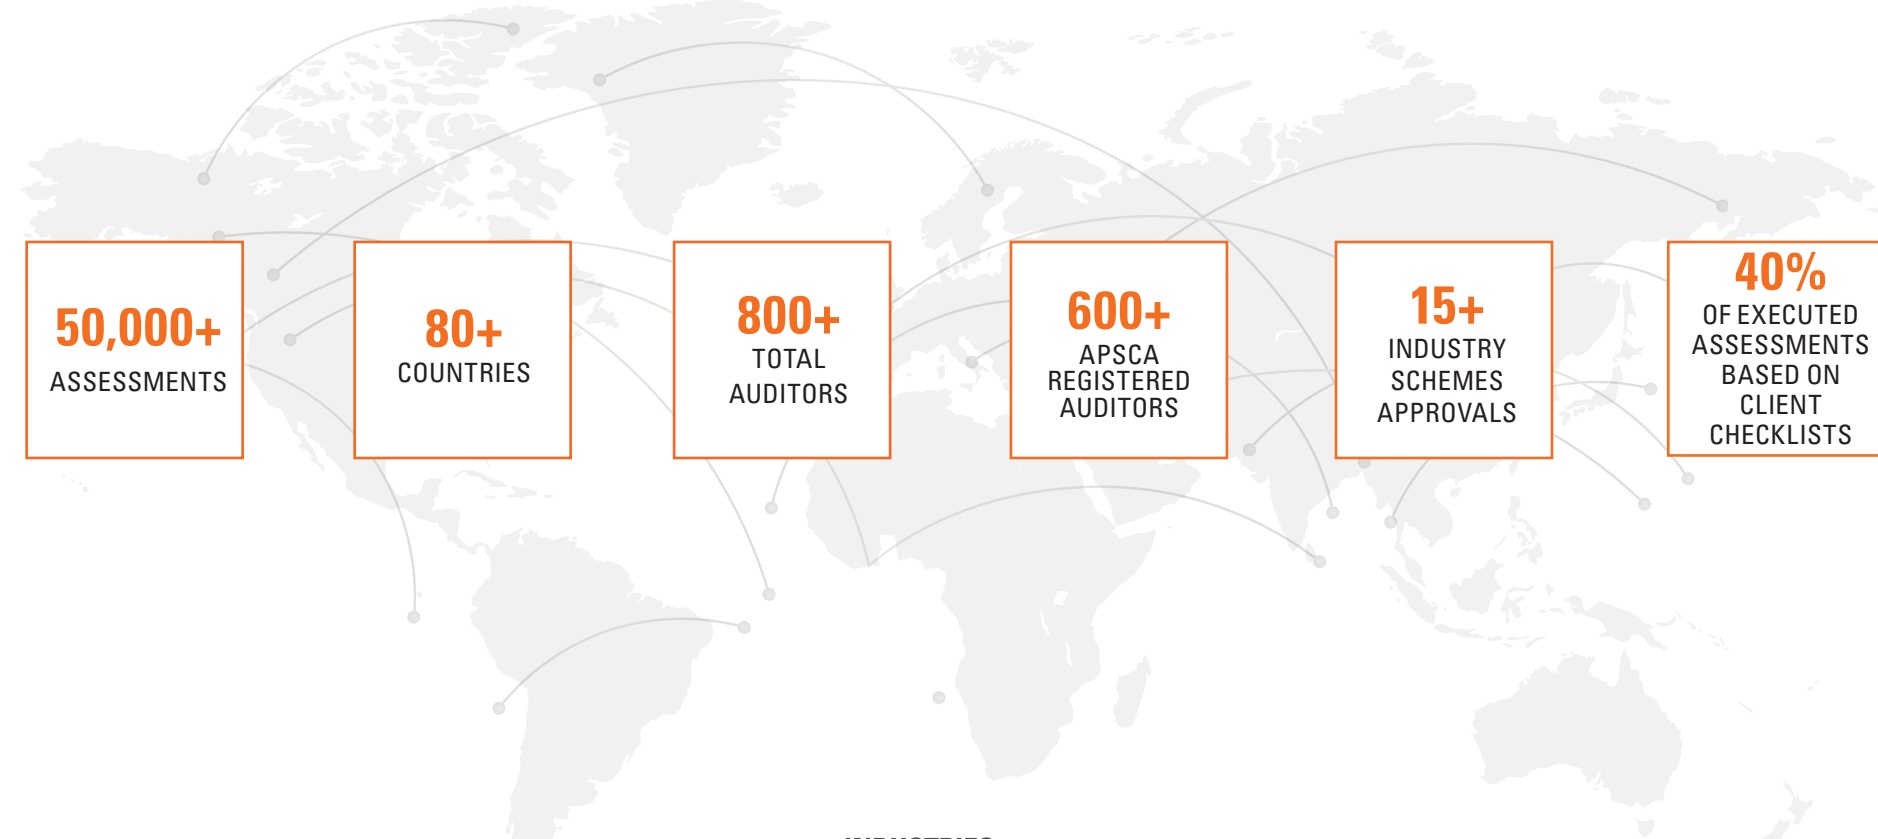 50,000+
ASSESSMENTS
80+
COUNTRIES
800+
TOTAL
AUDITORS
600+
APSCA
REGISTERED
AUDITORS
15+
INDUSTRY
SCHEMES
APPROVALS
40%
OF EXECUTED
ASSESSMENTS
BASED ON
CLIENT
CHECKLISTS
INDUSTRIES